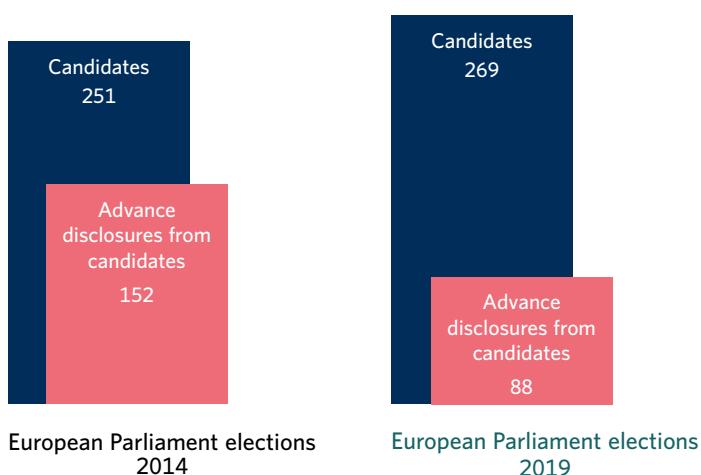 Candidates
251
Advance
disclosures from
candidates
152
European Parliament elections
2014
Candidates
269
Advance
disclosures from
candidates
88
European Parliament elections
2019